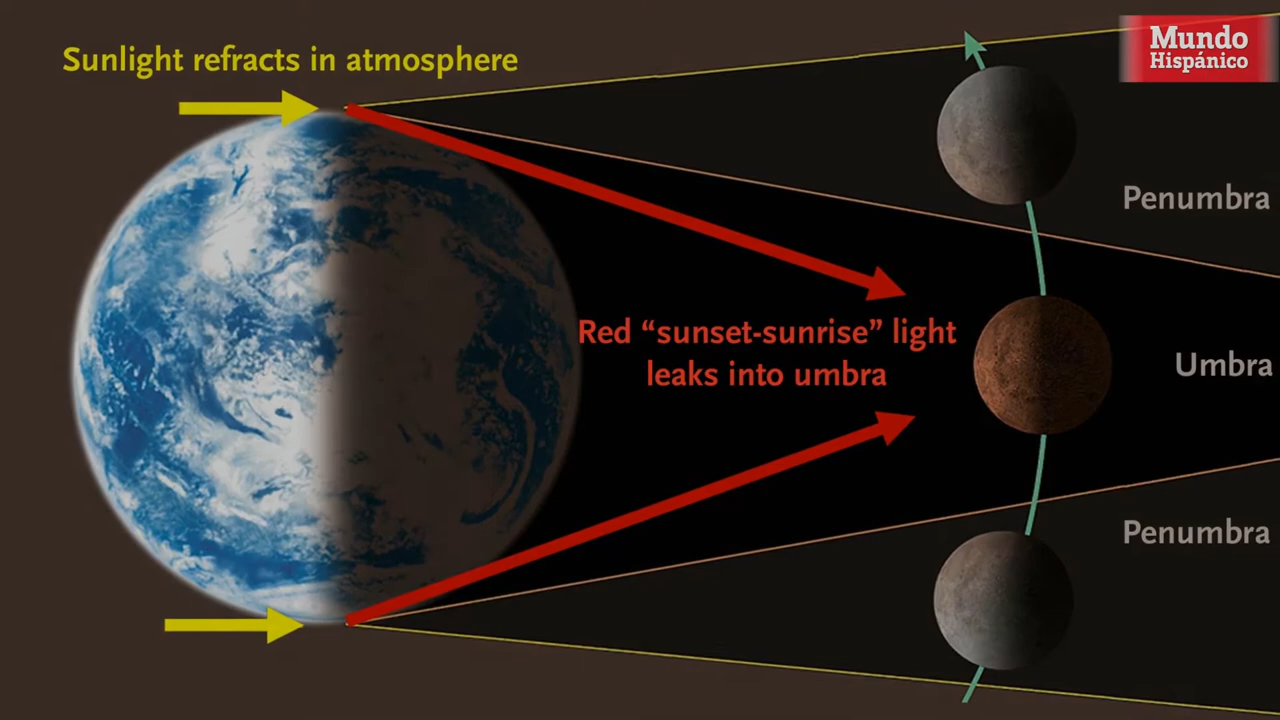 Sunlight refracts in atmosphere
Mundo
Hispánico
Penumbra
Red “sunset-sunrise” light
leaks into umbra
Umbra
Penumbra